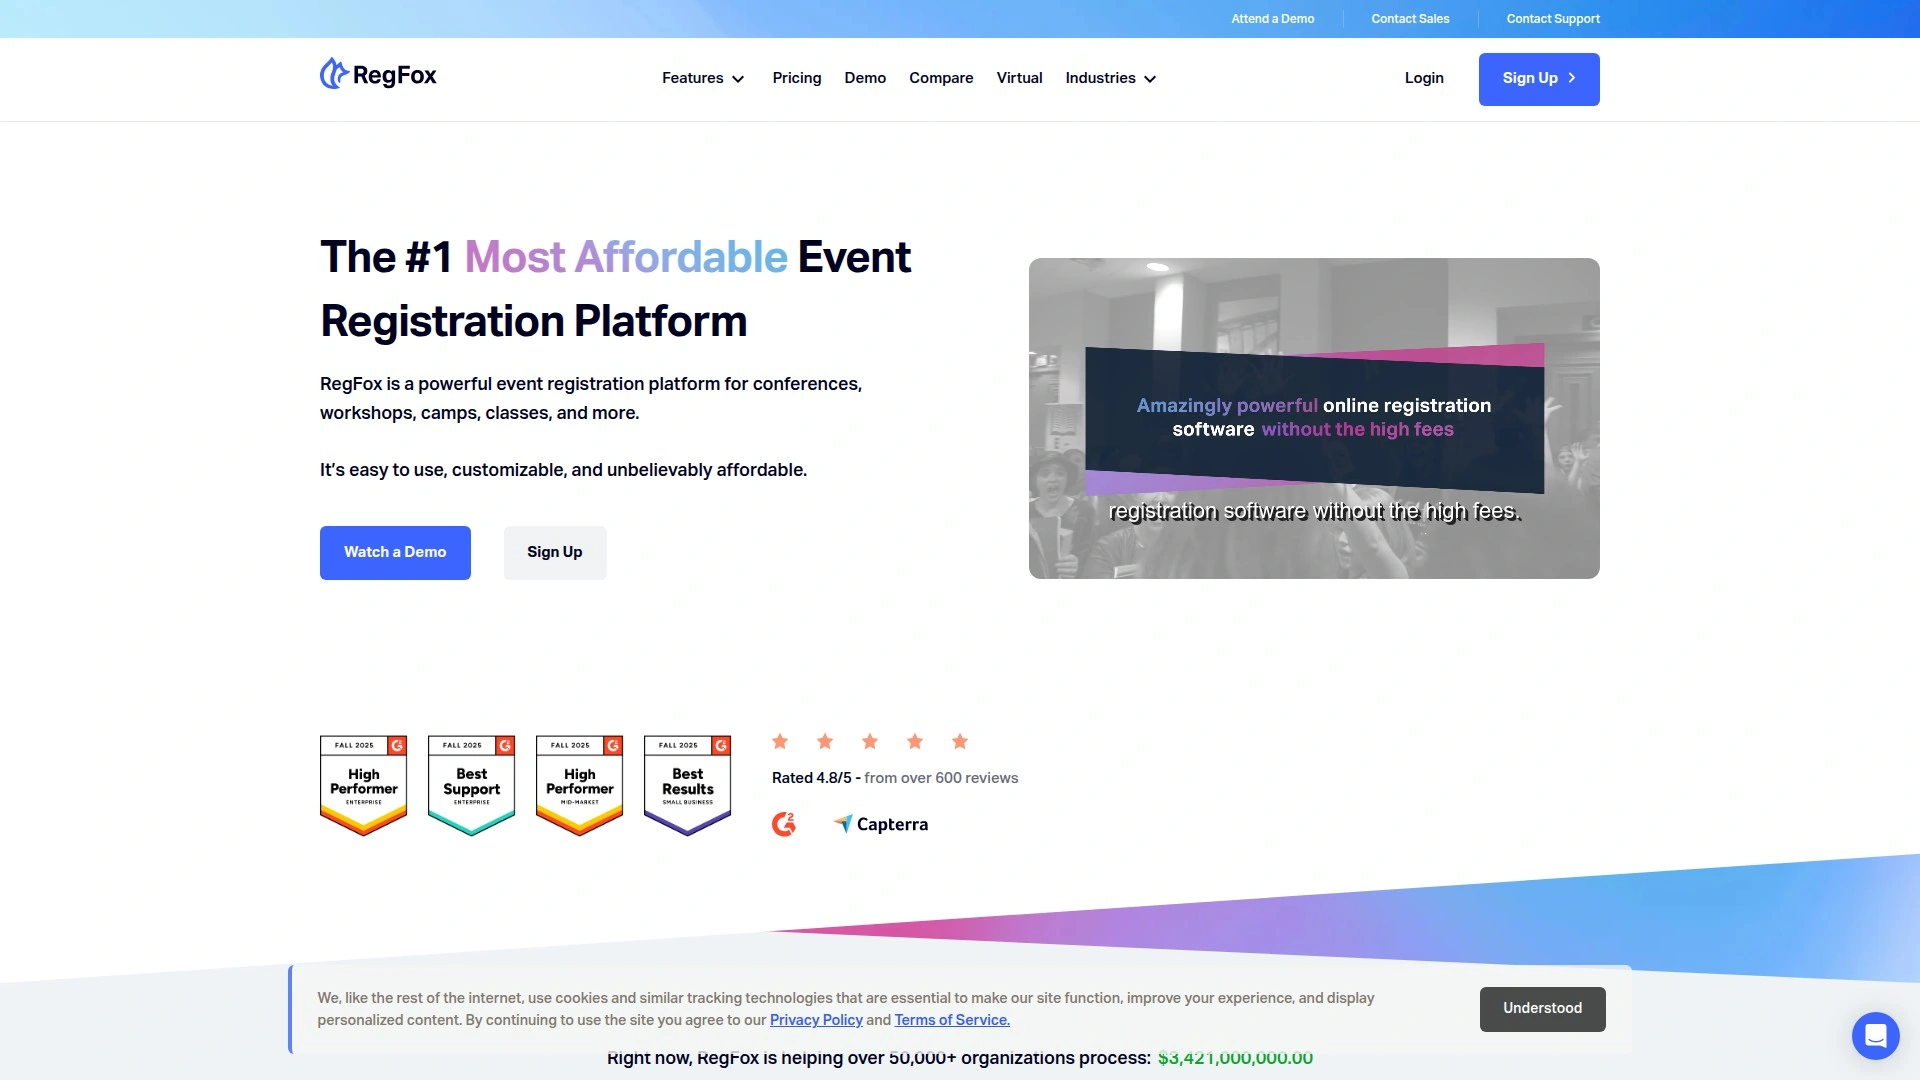 Attend a Demo
Contact Sales
Contact Support
RegFox
Features
Pricing
Demo
Compare
Virtual
Industries
Login
Sign Up
The #1 Most Affordable Event
Registration Platform
RegFox is a powerful event registration platform for conferences,
workshops, camps, classes, and more.
It’s easy to use, customizable, and unbelievably affordable.
Watch a Demo
Sign Up
Amazingly powerful online registration
software without the high fees
registration software without the high fees.
FALL 2025
High
Performer
ENTERPRISE
FALL 2025
Best
Support
ENTERPRISE
FALL 2025
High
Performer
MID-MARKET
FALL 2025
Best
Results
SMALL BUSINESS
Rated 4.8/5 - from over 600 reviews
G2
Capterra
We, like the rest of the internet, use cookies and similar tracking technologies that are essential to make our site function, improve your experience, and display
personalized content. By continuing to use the site you agree to our Privacy Policy and Terms of Service.
Understood
Right now, RegFox is helping over 50,000+ organizations process: $3,421,000,000.00